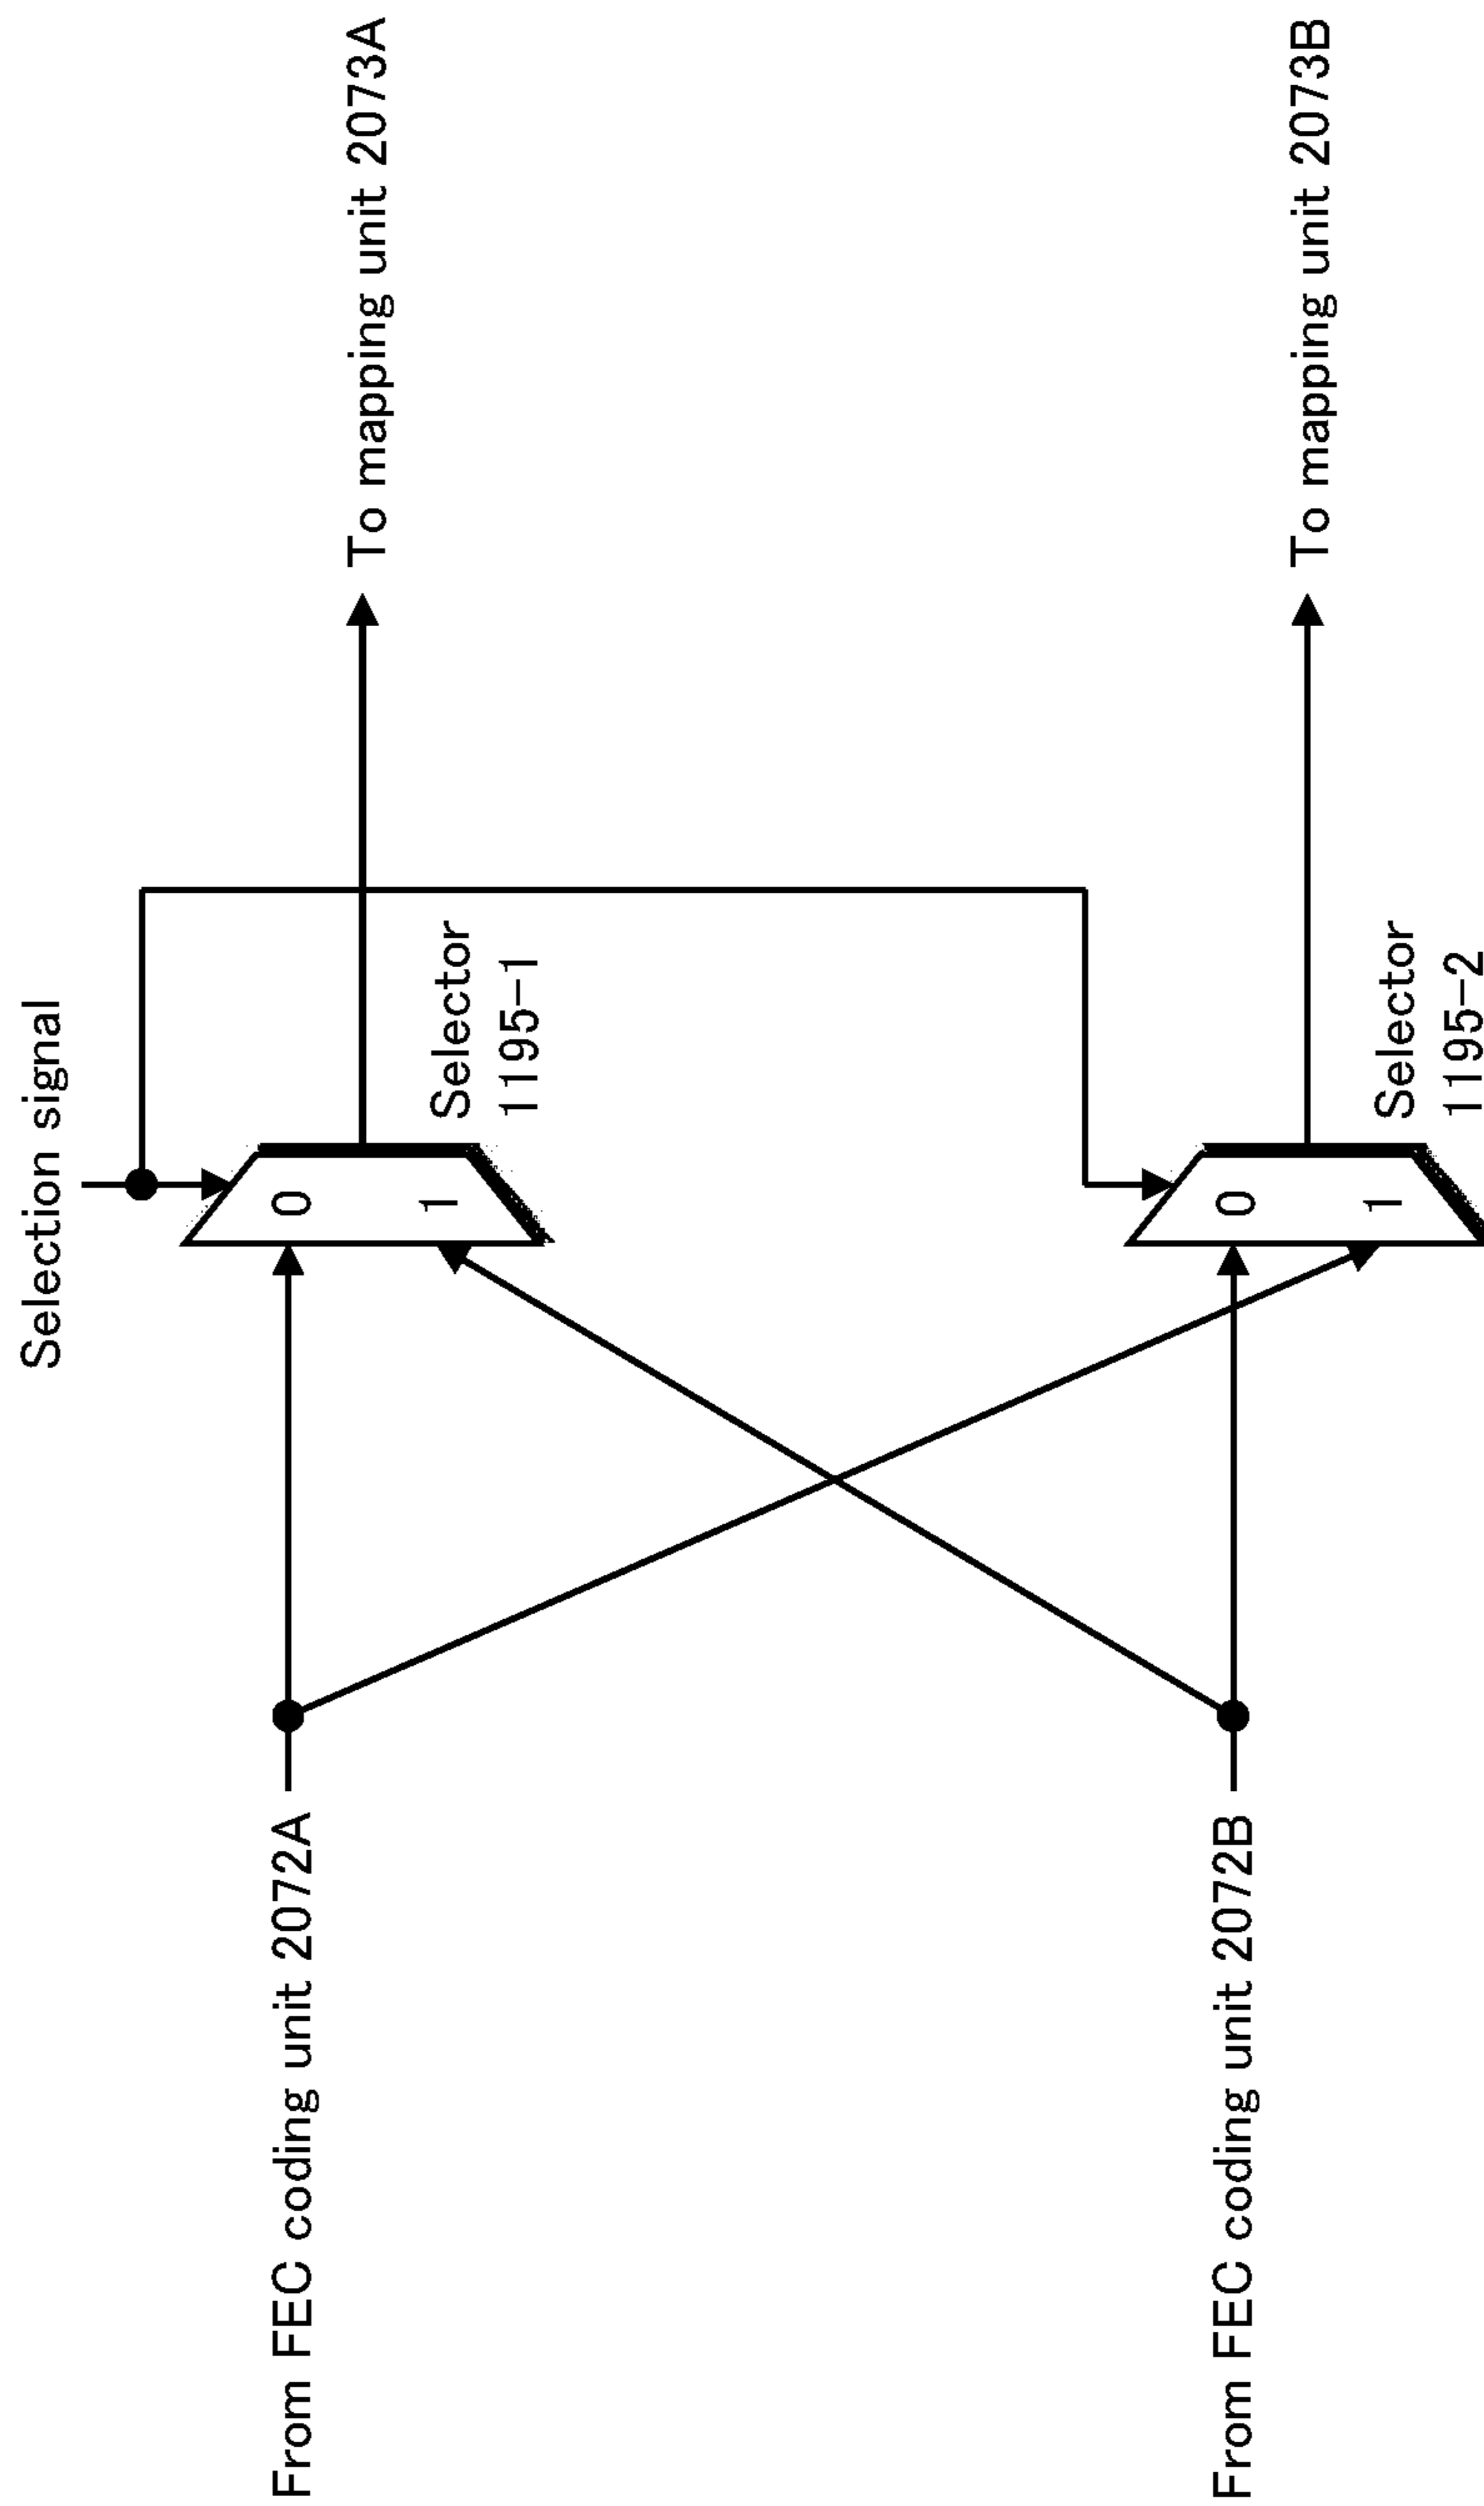 Selection signal
From FEC coding unit 2072A
0
1
Selector
1195-1
To mapping unit 2073A
From FEC coding unit 2072B
0
1
Selector
1195-2
To mapping unit 2073B